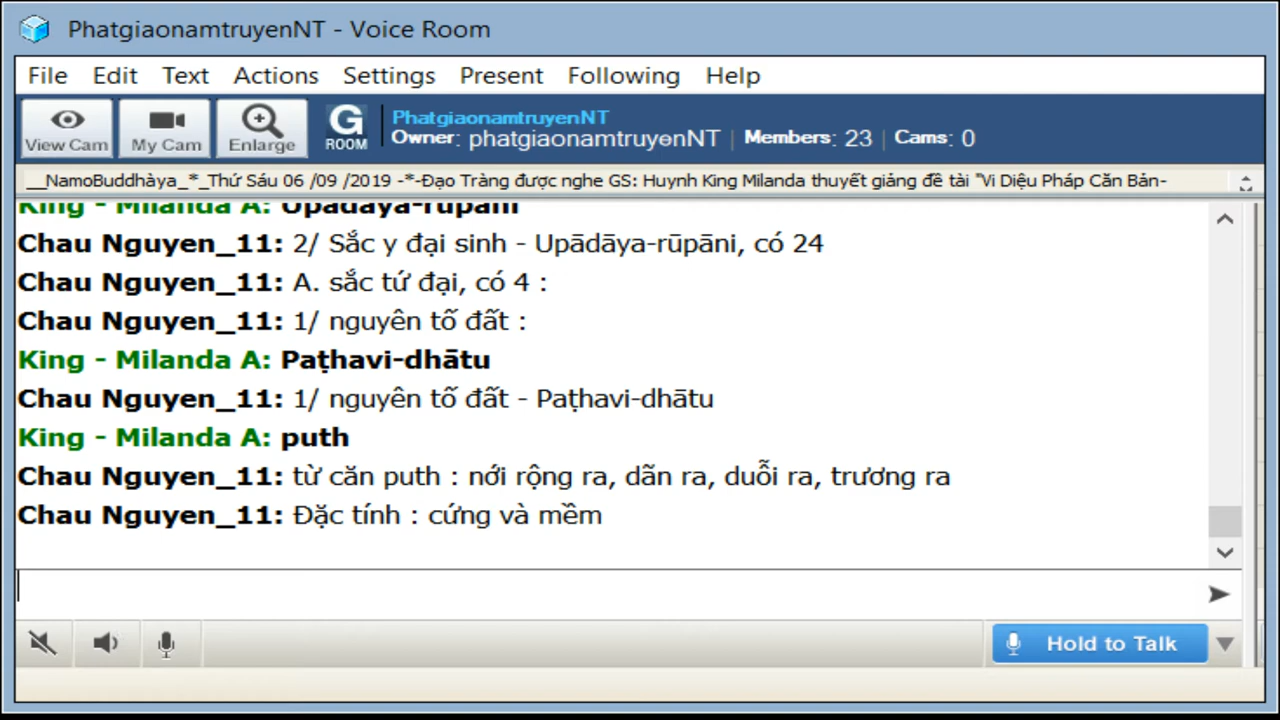 PhatgiaonamtruyenNT - Voice Room
File Edit Text Actions Settings Present Following Help
View Cam My Cam Enlarge G ROOM
PhatgiaonamtruyenNT
Owner: phatgiaonamtruyenNT | Members: 23 | Cams: 0
__NamoBuddhàya_*_Thứ Sáu 06 /09 /2019 -*-Đạo Tràng được nghe GS: Huynh King Milanda thuyết giảng đề tài "Vi Diệu Pháp Căn Bản-
King - Milanda A: Upādāya-rūpāni
Chau Nguyen_11: 2/ Sắc y đại sinh - Upādāya-rūpāni, có 24
Chau Nguyen_11: A. sắc tứ đại, có 4 :
Chau Nguyen_11: 1/ nguyên tố đất :
King - Milanda A: Paṭhavi-dhātu
Chau Nguyen_11: 1/ nguyên tố đất - Paṭhavi-dhātu
King - Milanda A: puth
Chau Nguyen_11: từ căn puth : nới rộng ra, dãn ra, duỗi ra, trương ra
Chau Nguyen_11: Đặc tính : cứng và mềm
Hold to Talk